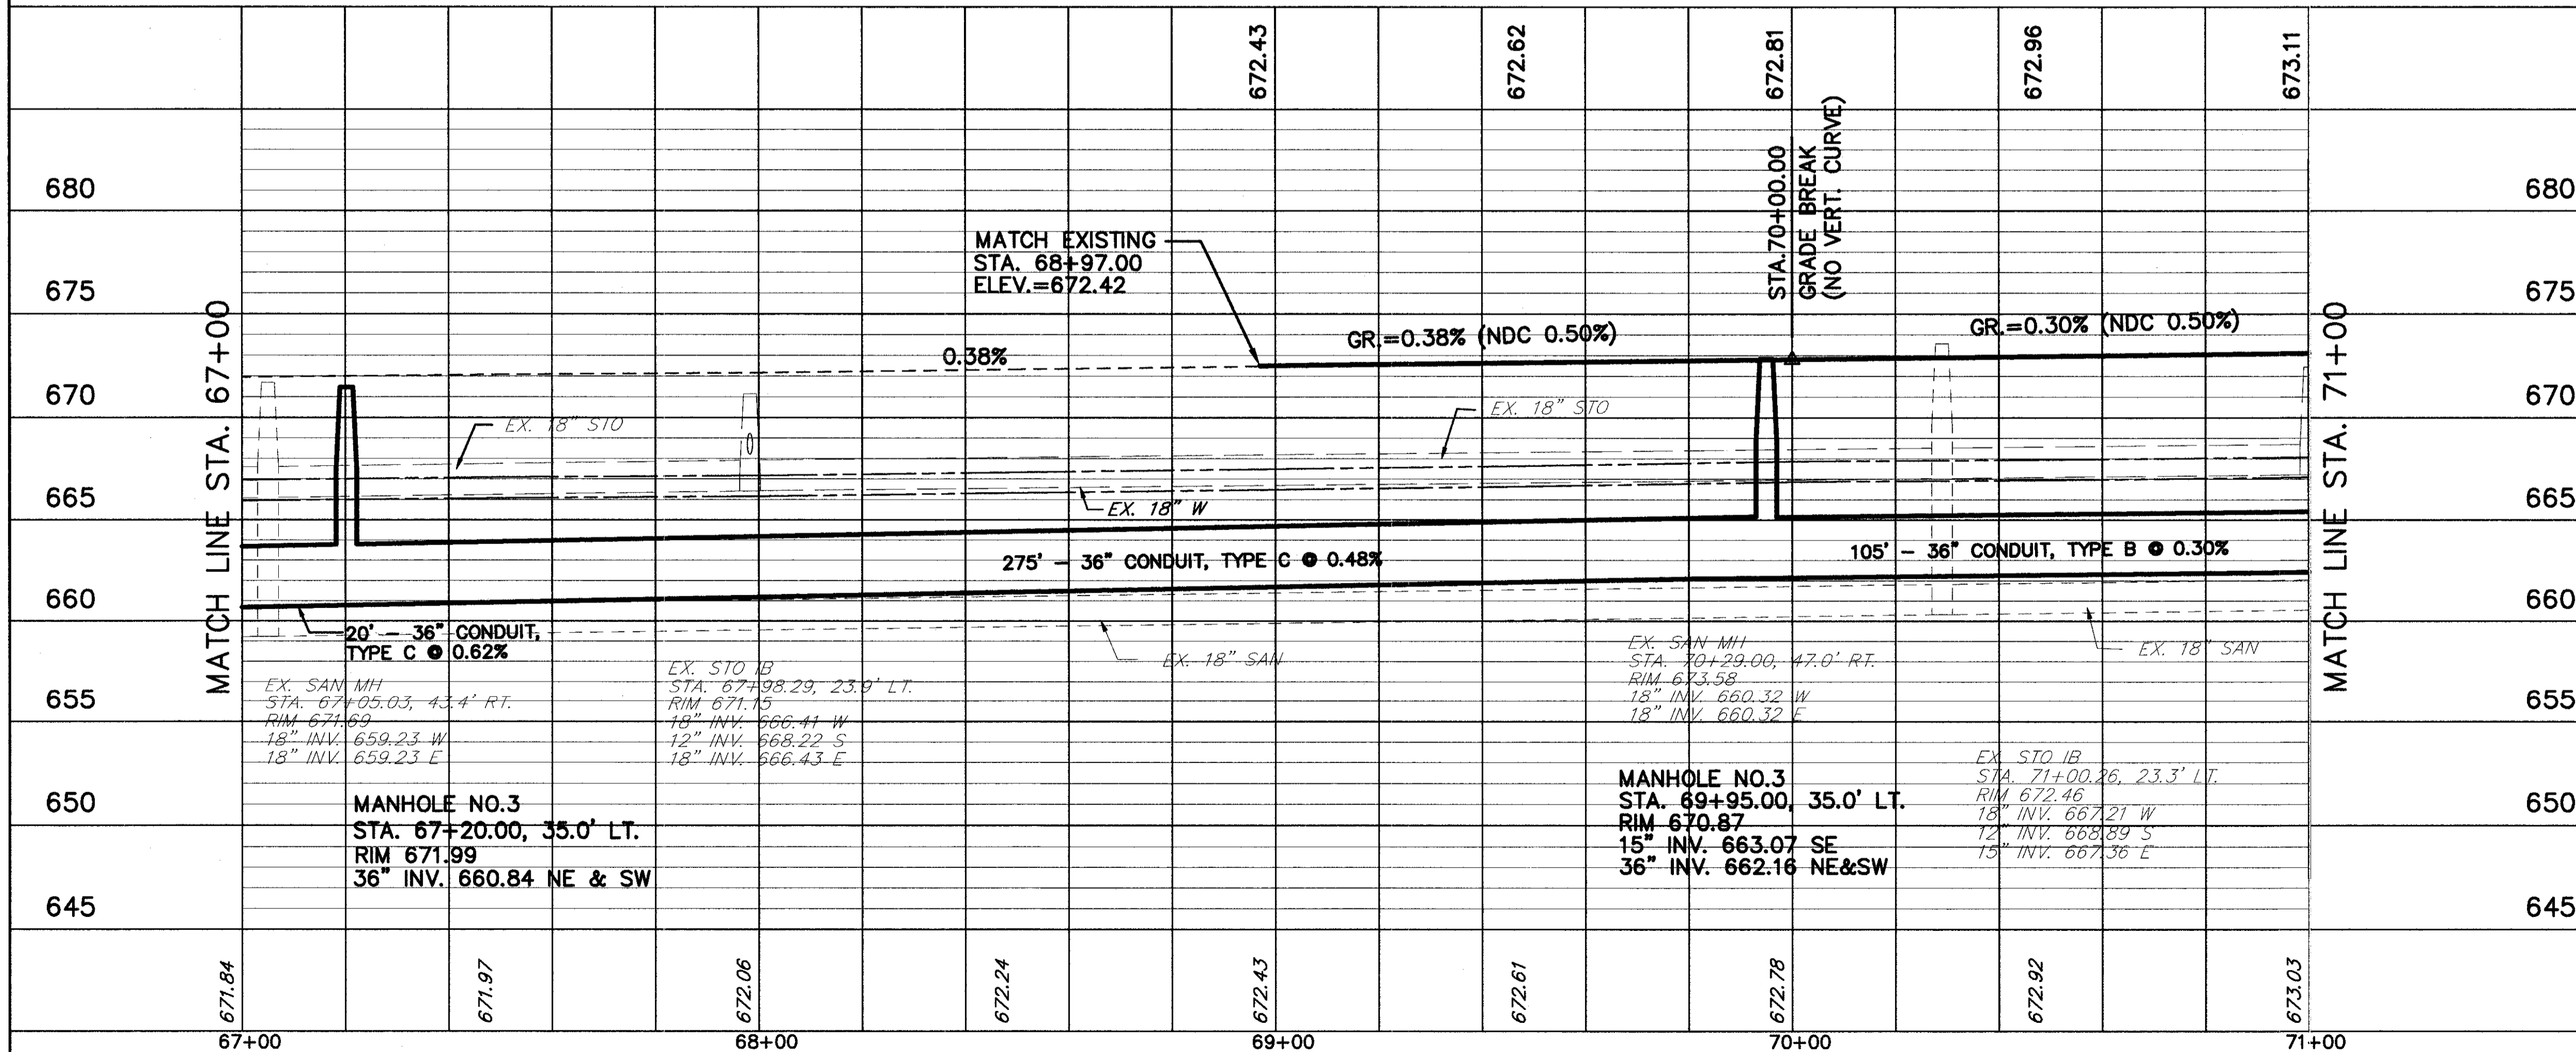 672.43
672.62
672.81
672.96
673.11
680
680
STA.70+00.00
GRADE BREAK
(NO VERT. CURVE)
MATCH EXISTING
STA. 68+97.00
ELEV.=672.42
675
675
GR.=0.38% (NDC 0.50%)
GR.=0.30% (NDC 0.50%)
0.38%
MATCH LINE STA. 67+00
MATCH LINE STA. 71+00
670
670
EX. 18" STO
EX. 18" STO
665
665
EX. 18" W
275' - 36" CONDUIT, TYPE C @ 0.48%
105' - 36" CONDUIT, TYPE B @ 0.30%
660
660
20' - 36" CONDUIT,
TYPE C @ 0.62%
EX. 18" SAN
EX. 18" SAN
655
655
EX. SAN MH
STA. 67+05.03, 43.4' RT.
RIM 671.69
18" INV. 659.23 W
18" INV. 659.23 E
EX. STO IB
STA. 67+98.29, 23.9' LT.
RIM 671.15
18" INV. 666.41 W
12" INV. 668.22 S
18" INV. 666.43 E
EX. SAN MH
STA. 70+29.00, 47.0' RT.
RIM 673.58
18" INV. 660.32 W
18" INV. 660.32 E
650
650
MANHOLE NO.3
STA. 67+20.00, 35.0' LT.
RIM 671.99
36" INV. 660.84 NE & SW
MANHOLE NO.3
STA. 69+95.00, 35.0' LT.
RIM 670.87
15" INV. 663.07 SE
36" INV. 662.16 NE&SW
EX. STO IB
STA. 71+00.26, 23.3' LT.
RIM 672.46
18" INV. 667.21 W
12" INV. 668.89 S
15" INV. 667.36 E
645
645
671.84
671.97
672.06
672.24
672.43
672.61
672.78
672.92
673.03
67+00
68+00
69+00
70+00
71+00